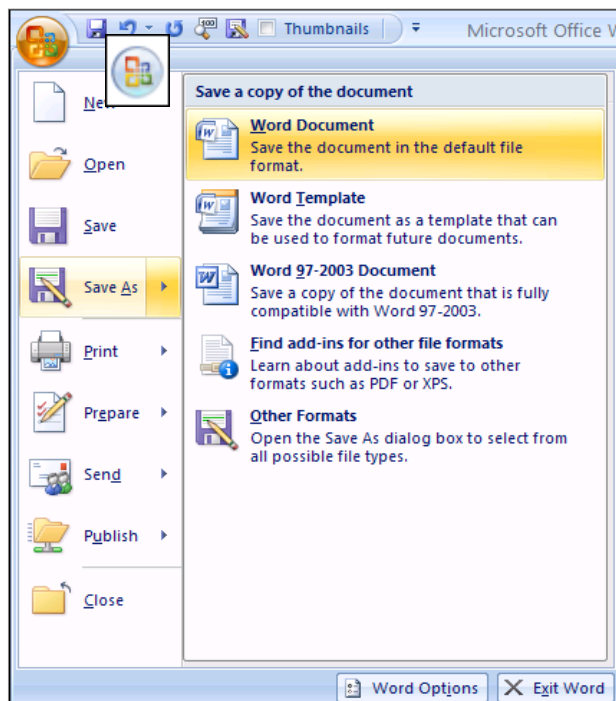 100 Thumbnails Microsoft Office W
New
Open
Save
Save As
Print
Prepare
Send
Publish
Close
Save a copy of the document
Word Document
Save the document in the default file
format.
Word Template
Save the document as a template that can
be used to format future documents.
Word 97-2003 Document
Save a copy of the document that is fully
compatible with Word 97-2003.
Find add-ins for other file formats
Learn about add-ins to save to other
formats such as PDF or XPS.
Other Formats
Open the Save As dialog box to select from
all possible file types.
Word Options Exit Word